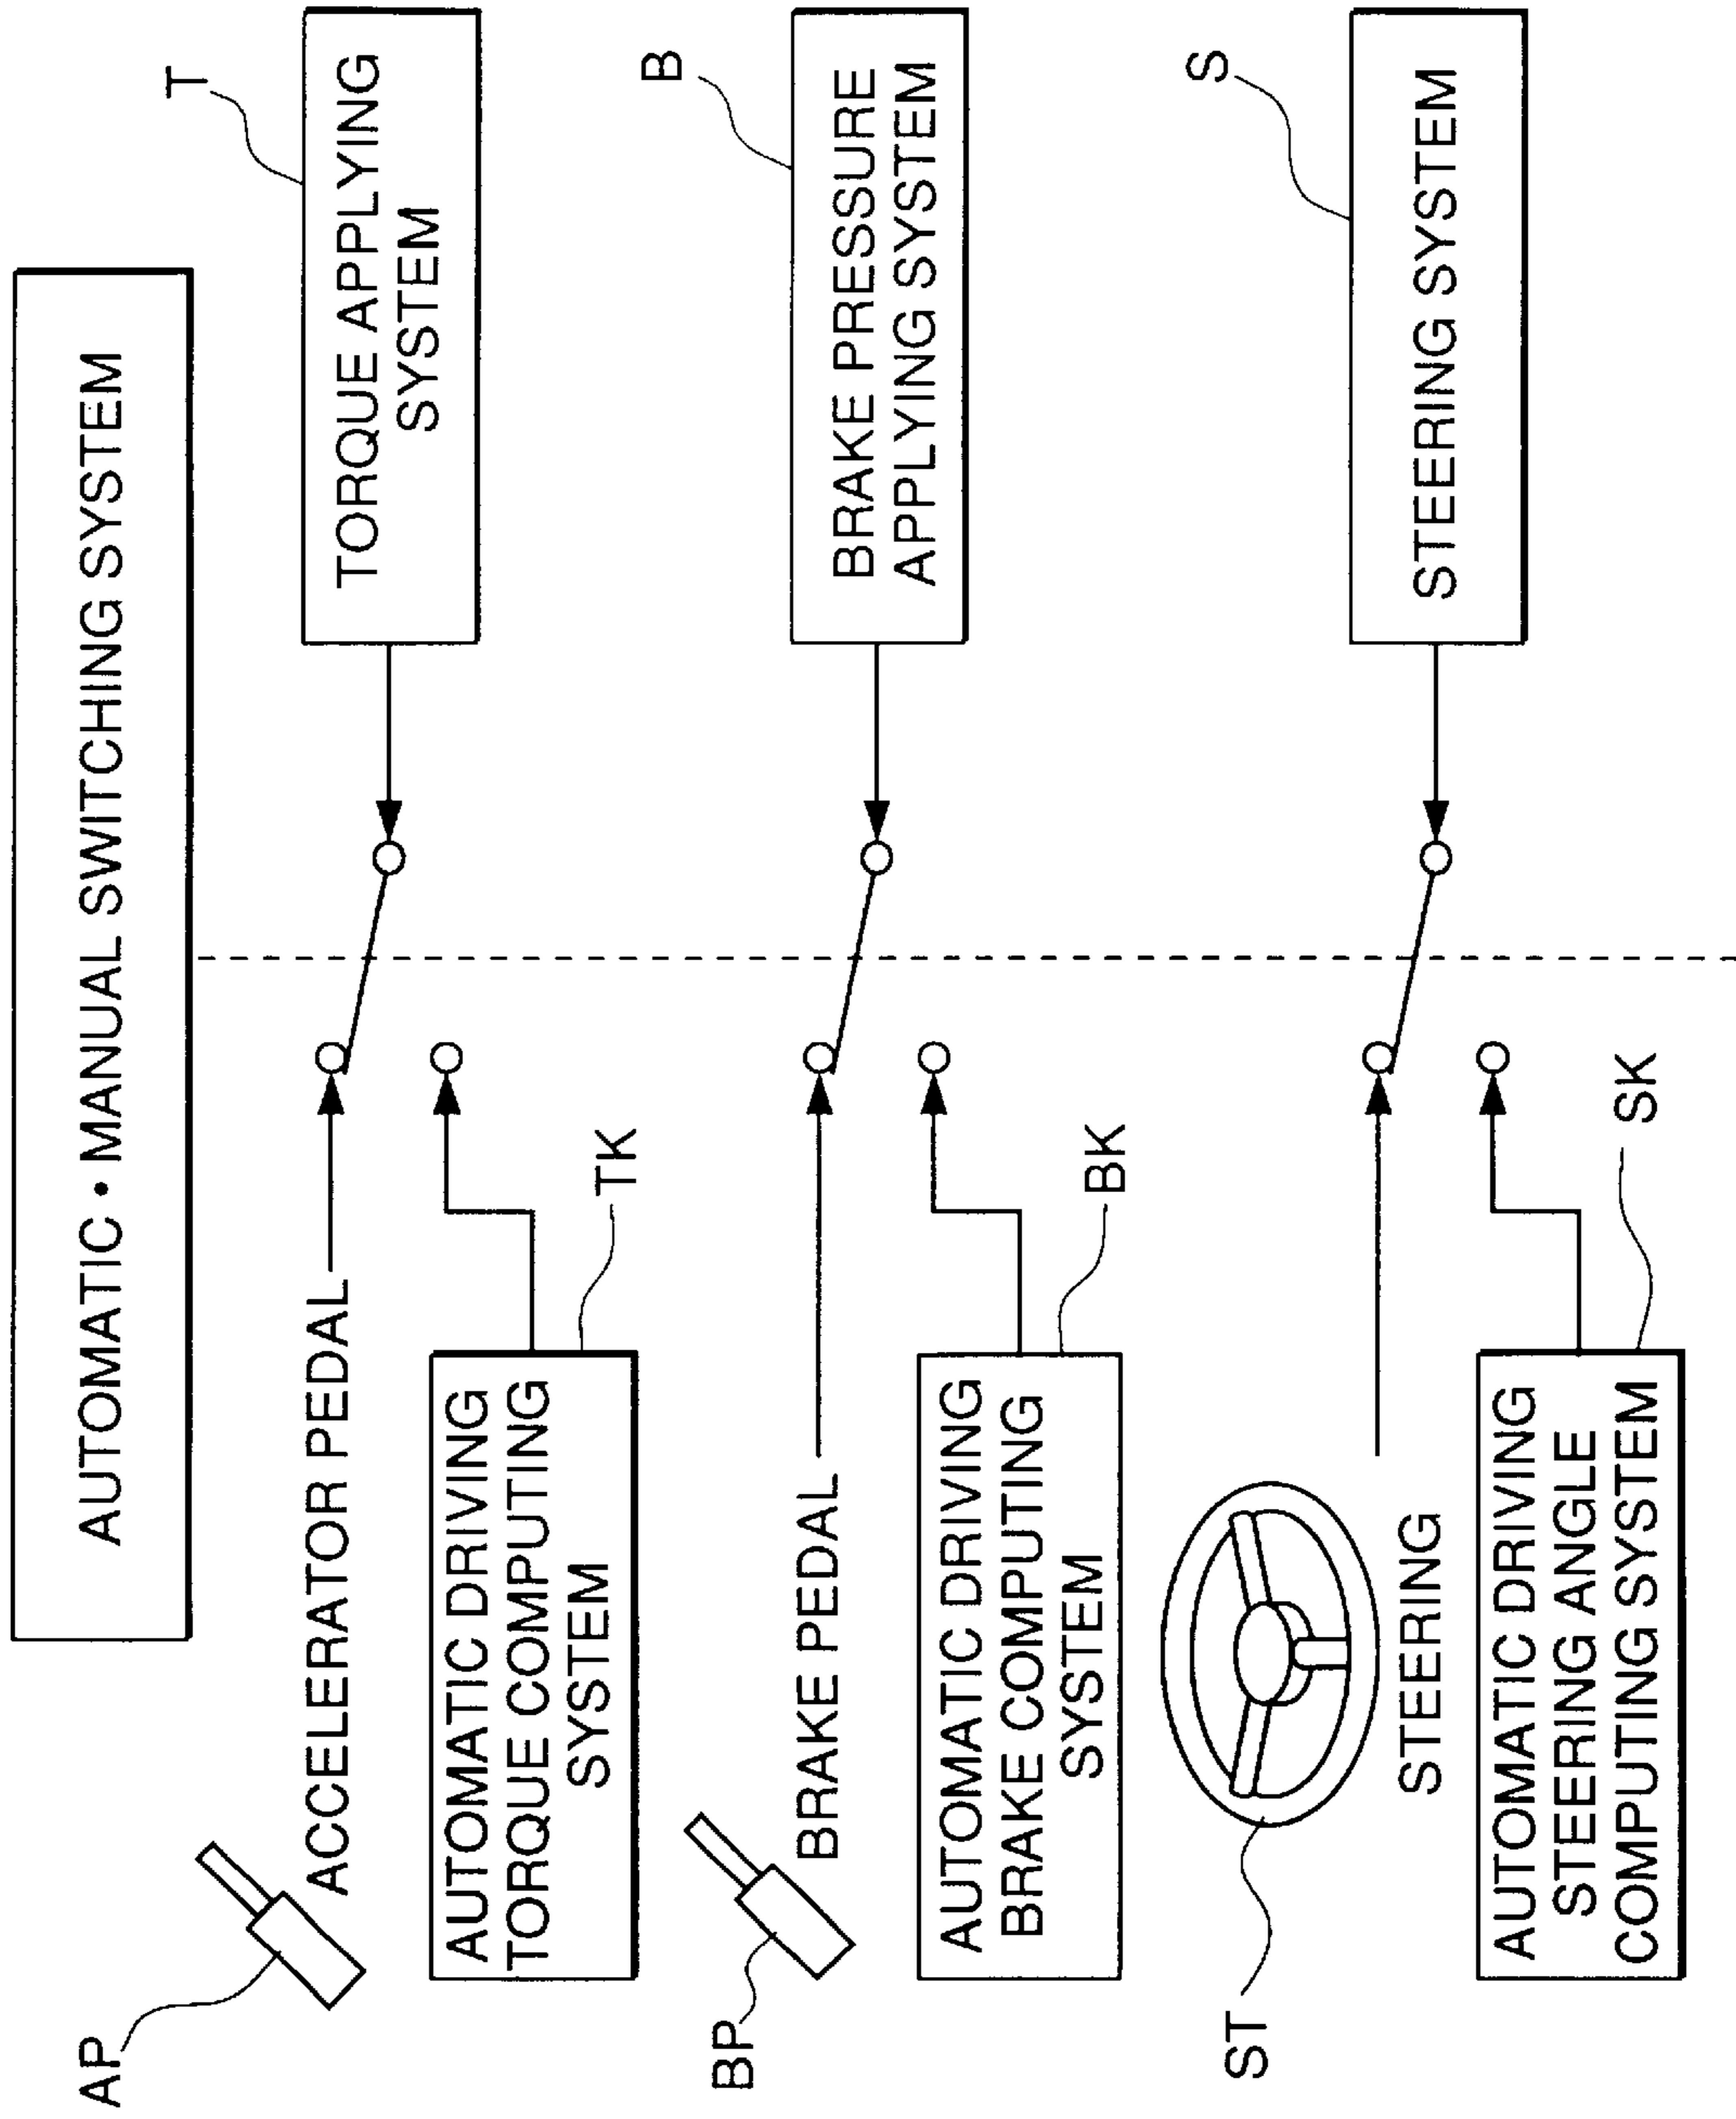 AUTOMATIC • MANUAL SWITCHING SYSTEM
AP
ACCELERATOR PEDAL
T
TORQUE APPLYING
SYSTEM
AUTOMATIC DRIVING
TORQUE COMPUTING
SYSTEM
TK
BP
BRAKE PEDAL
B
BRAKE PRESSURE
APPLYING SYSTEM
AUTOMATIC DRIVING
BRAKE COMPUTING
SYSTEM
BK
ST
STEERING
S
STEERING SYSTEM
AUTOMATIC DRIVING
STEERING ANGLE
COMPUTING SYSTEM
SK